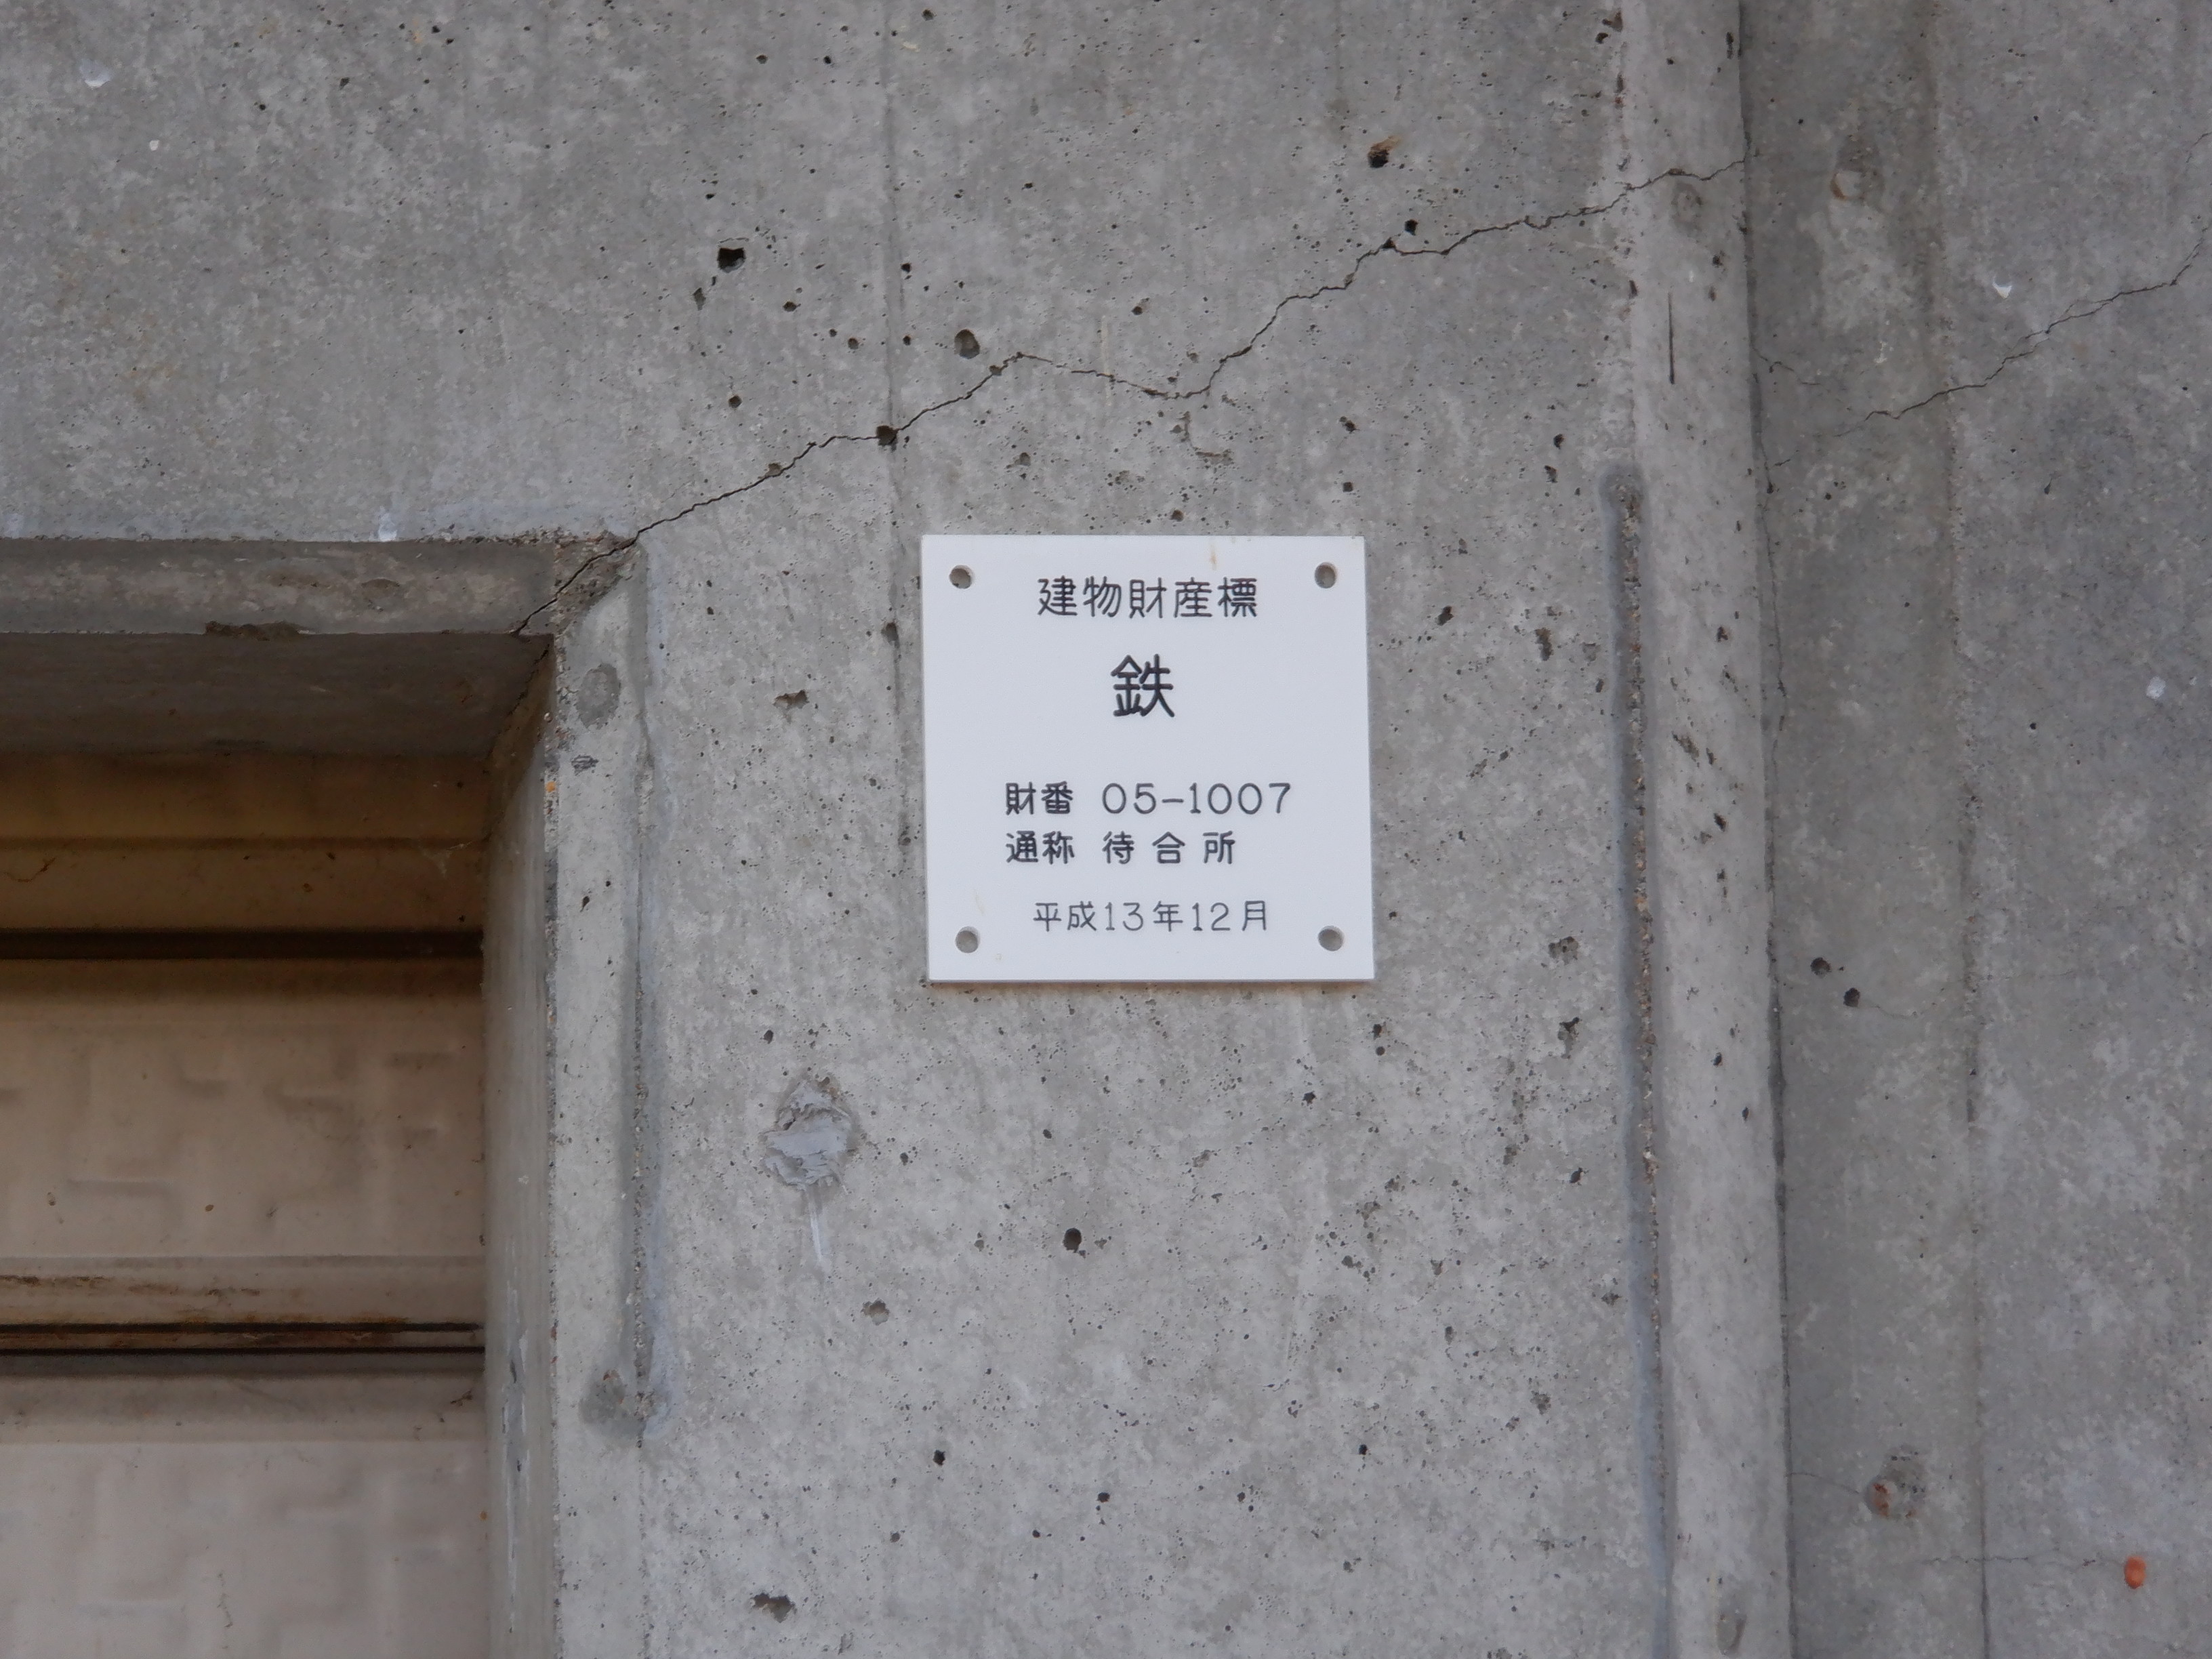 建物財産標
鉄
財番 05-1007
通称 待合所
平成13年12月